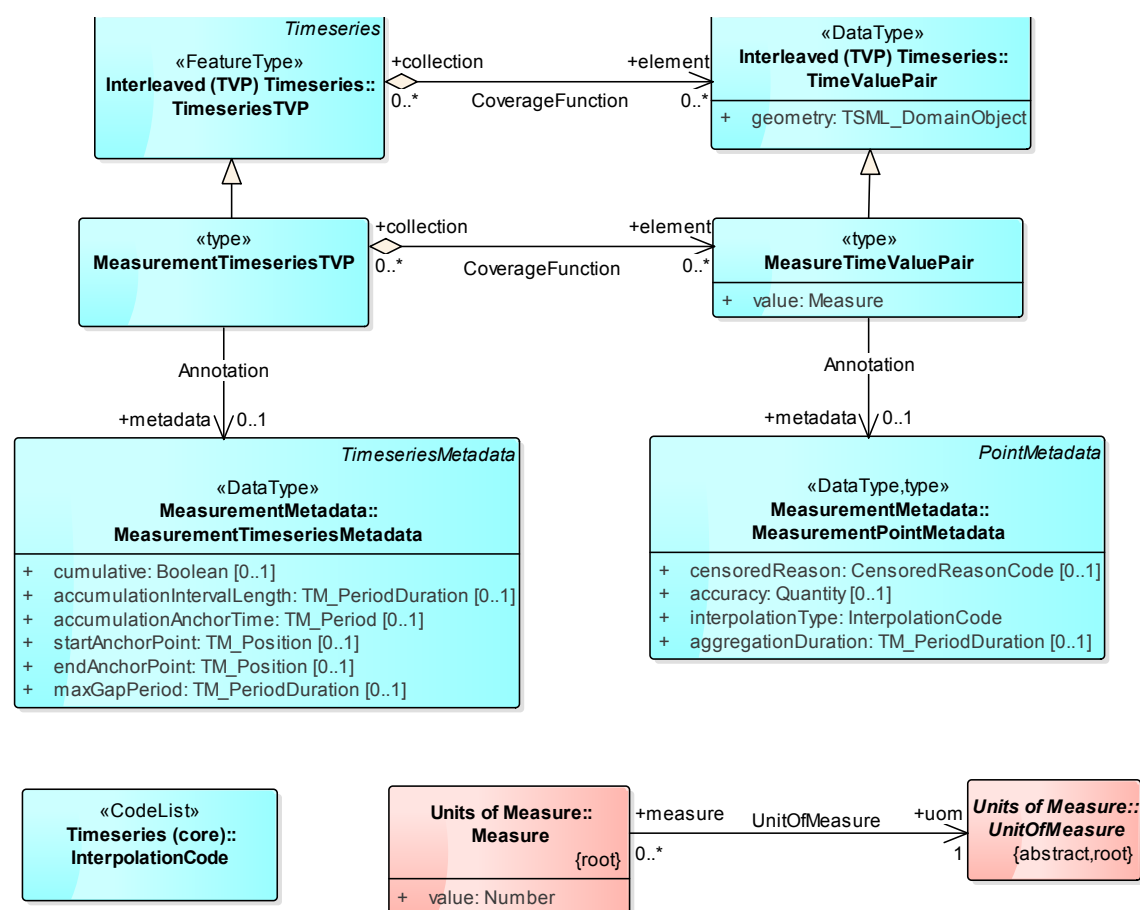 Timeseries
«FeatureType»
Interleaved (TVP) Timeseries::
TimeseriesTVP
+collection
0..*
CoverageFunction
+element
0..*
«DataType»
Interleaved (TVP) Timeseries::
TimeValuePair
+ geometry: TSML_DomainObject
«type»
MeasurementTimeseriesTVP
+collection
0..*
CoverageFunction
+element
0..*
«type»
MeasureTimeValuePair
+ value: Measure
Annotation
+metadata 0..1
Annotation
+metadata 0..1
TimeseriesMetadata
«DataType»
MeasurementMetadata::
MeasurementTimeseriesMetadata
+ cumulative: Boolean [0..1]
+ accumulationIntervalLength: TM_PeriodDuration [0..1]
+ accumulationAnchorTime: TM_Period [0..1]
+ startAnchorPoint: TM_Position [0..1]
+ endAnchorPoint: TM_Position [0..1]
+ maxGapPeriod: TM_PeriodDuration [0..1]
PointMetadata
«DataType,type»
MeasurementMetadata::
MeasurementPointMetadata
+ censoredReason: CensoredReasonCode [0..1]
+ accuracy: Quantity [0..1]
+ interpolationType: InterpolationCode
+ aggregationDuration: TM_PeriodDuration [0..1]
«CodeList»
Timeseries (core)::
InterpolationCode
Units of Measure::
Measure
{root}
+ value: Number
+measure
0..*
UnitOfMeasure
+uom
1
Units of Measure::
UnitOfMeasure
{abstract,root}